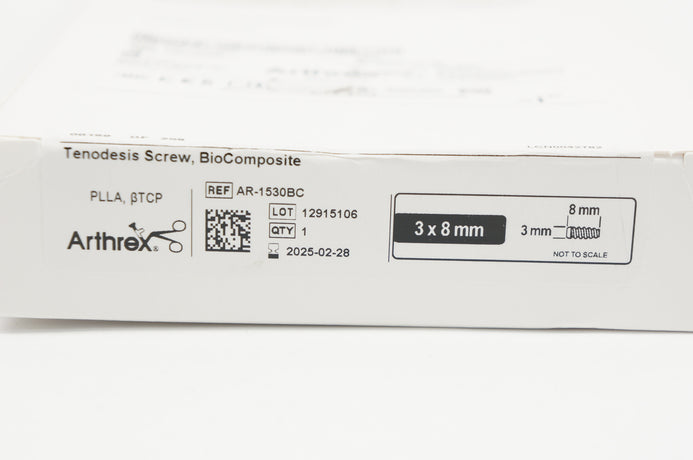 Tenodesis Screw, BioComposite
PLLA, βTCP
Arthrex®
REF AR-1530BC
LOT 12915106
QTY 1
2025-02-28
3 x 8 mm
8 mm
3 mm
NOT TO SCALE